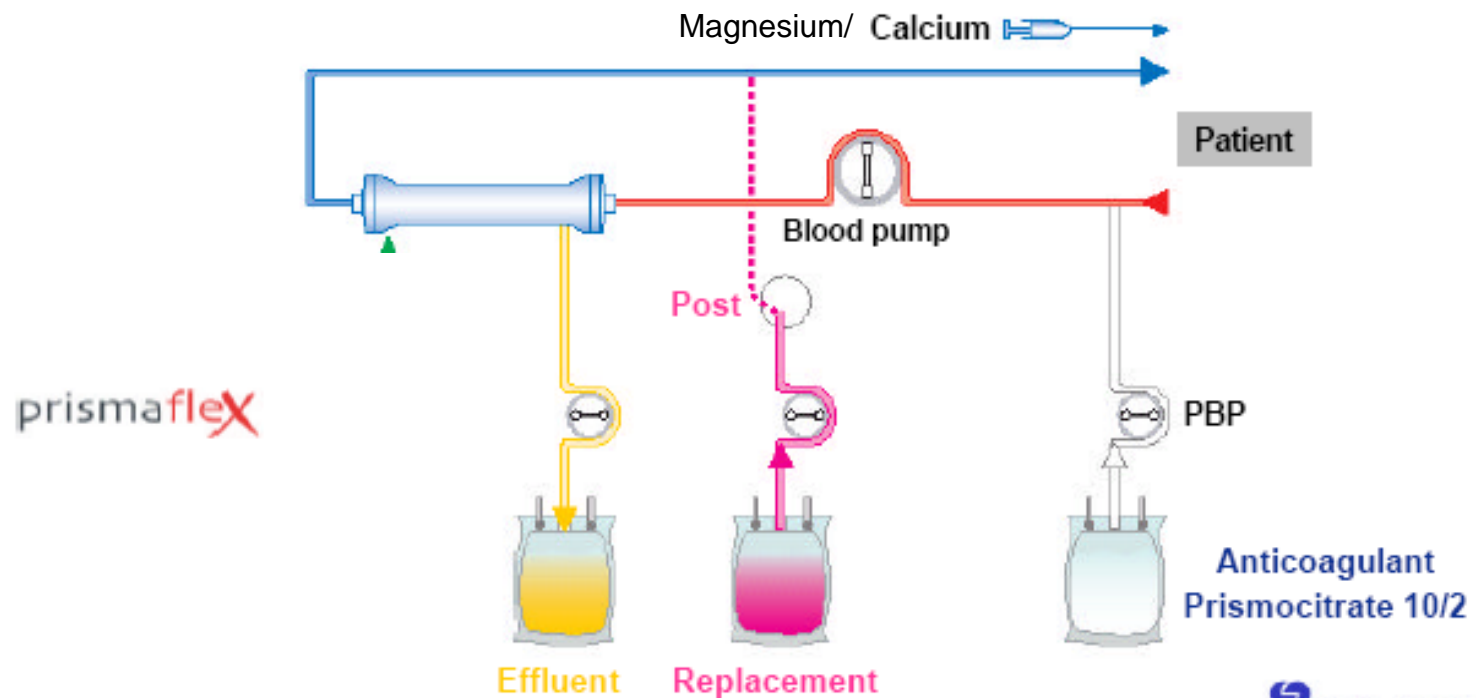 Magnesium/ Calcium
Patient
Blood pump
Post
prismaflex
PBP
Anticoagulant
Prismocitrate 10/2
Effluent
Replacement